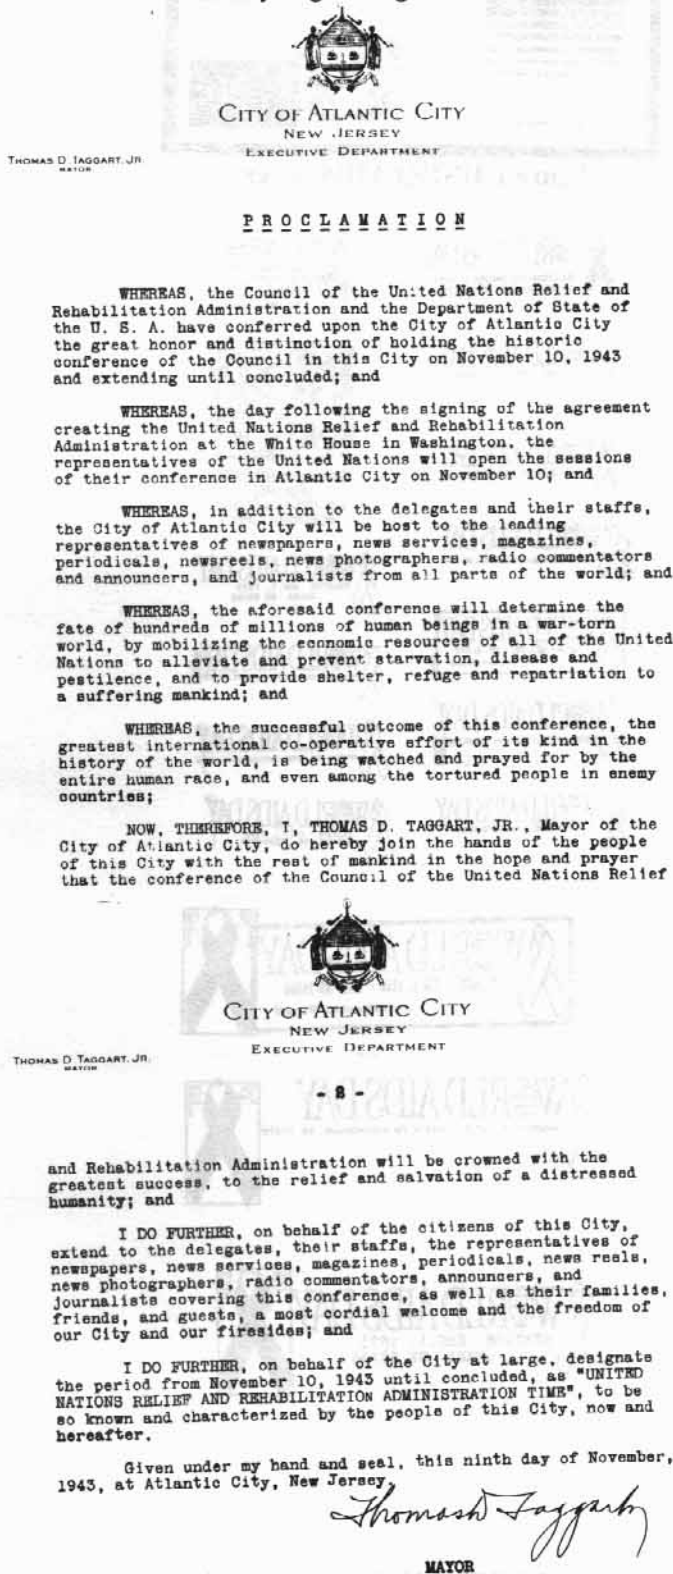 CITY OF ATLANTIC CITY
NEW JERSEY
EXECUTIVE DEPARTMENT
THOMAS D. TAGGART, JR.
MAYOR
PROCLAMATION
WHEREAS, the Council of the United Nations Relief and
Rehabilitation Administration and the Department of State of
the U. S. A. have conferred upon the City of Atlantic City
the great honor and distinction of holding the historic
conference of the Council in this City on November 10, 1943
and extending until concluded; and
WHEREAS, the day following the signing of the agreement
creating the United Nations Relief and Rehabilitation
Administration at the White House in Washington, the
representatives of the United Nations will open the sessions
of their conference in Atlantic City on November 10; and
WHEREAS, in addition to the delegates and their staffs,
the City of Atlantic City will be host to the leading
representatives of newspapers, news services, magazines,
periodicals, newsreels, news photographers, radio commentators
and announcers, and journalists from all parts of the world; and
WHEREAS, the aforesaid conference will determine the
fate of hundreds of millions of human beings in a war-torn
world, by mobilizing the economic resources of all of the United
Nations to alleviate and prevent starvation, disease and
pestilence, and to provide shelter, refuge and repatriation to
a suffering mankind; and
WHEREAS, the successful outcome of this conference, the
greatest international co-operative effort of its kind in the
history of the world, is being watched and prayed for by the
entire human race, and even among the tortured people in enemy
countries;
NOW, THEREFORE, I, THOMAS D. TAGGART, JR., Mayor of the
City of Atlantic City, do hereby join the hands of the people
of this City with the rest of mankind in the hope and prayer
that the conference of the Council of the United Nations Relief
CITY OF ATLANTIC CITY
NEW JERSEY
EXECUTIVE DEPARTMENT
THOMAS D. TAGGART, JR.
MAYOR
- 2 -
and Rehabilitation Administration will be crowned with the
greatest success, to the relief and salvation of a distressed
humanity; and
I DO FURTHER, on behalf of the citizens of this City,
extend to the delegates, their staffs, the representatives of
newspapers, news services, magazines, periodicals, news reels,
news photographers, radio commentators, announcers, and
journalists covering this conference, as well as their families,
friends, and guests, a most cordial welcome and the freedom of
our City and our firesides; and
I DO FURTHER, on behalf of the City at large, designate
the period from November 10, 1943 until concluded, as "UNITED
NATIONS RELIEF AND REHABILITATION ADMINISTRATION TIME", to be
so known and characterized by the people of this City, now and
hereafter.
Given under my hand and seal, this ninth day of November,
1943, at Atlantic City, New Jersey.
Thomas D Taggart Jr
MAYOR